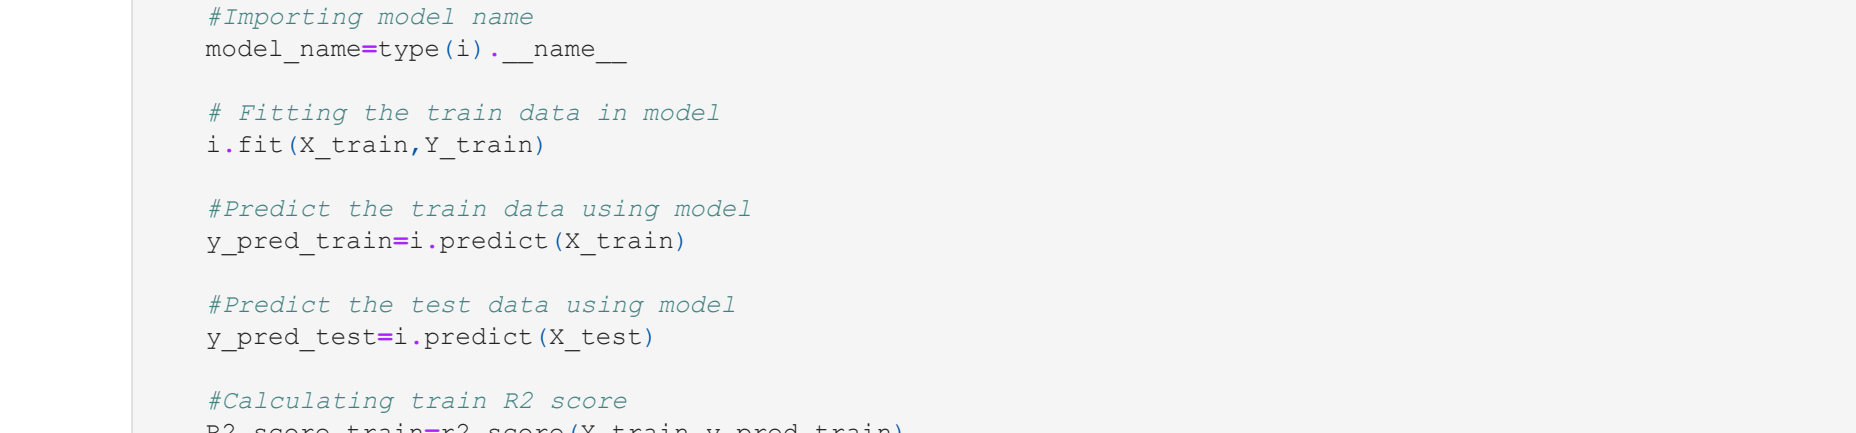 #Importing model name
model_name=type(i).__name__
# Fitting the train data in model
i.fit(X_train,Y_train)
#Predict the train data using model
y_pred_train=i.predict(X_train)
#Predict the test data using model
y_pred_test=i.predict(X_test)
#Calculating train R2 score